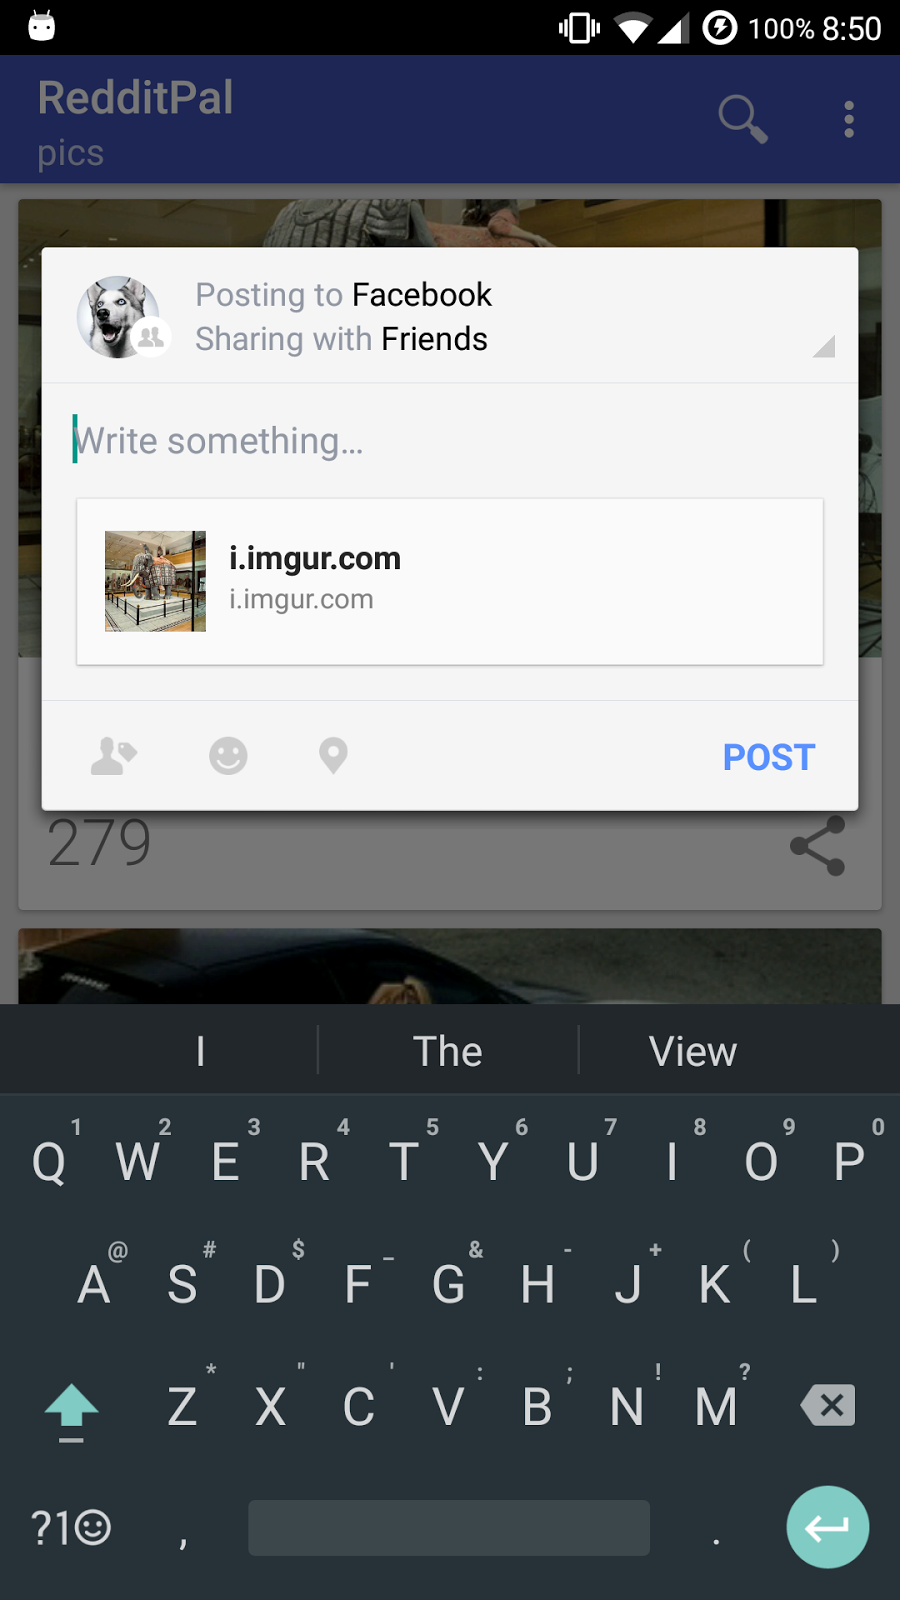 100% 8:50
RedditPal
pics
Posting to Facebook
Sharing with Friends
Write something...
i.imgur.com
i.imgur.com
POST
279
I The View
1 2 3 4 5 6 7 8 9 0
Q W E R T Y U I O P
@ # $ _ & - + ( )
A S D F G H J K L
* " ' : ; ! ?
Z X C V B N M
?1☺ , .